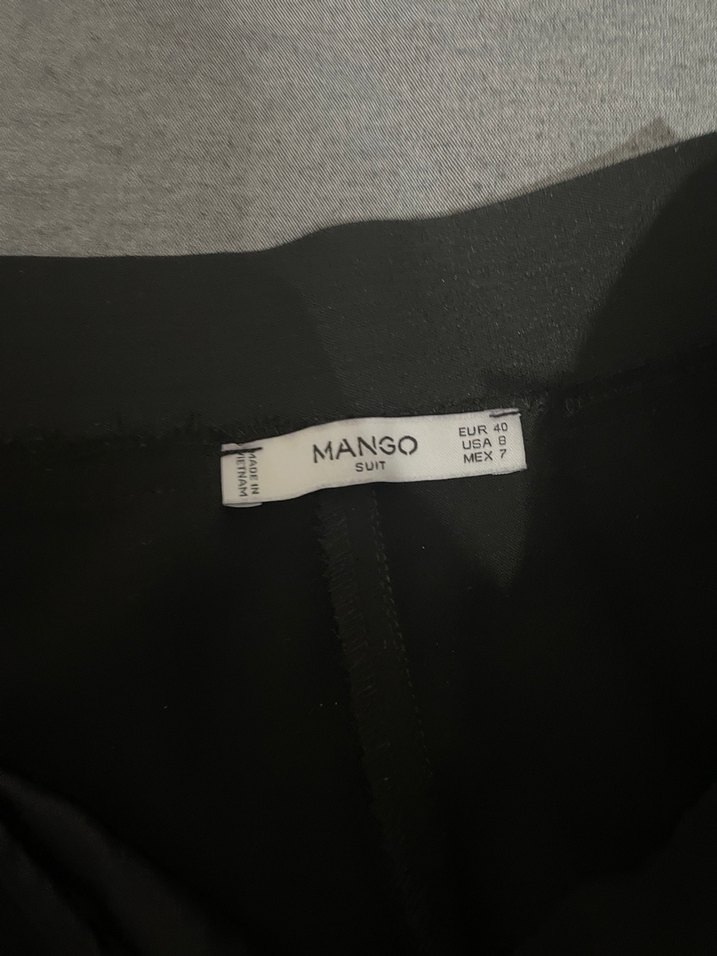 MADE IN
VIETNAM
MANGO
SUIT
EUR 40
USA 8
MEX 7